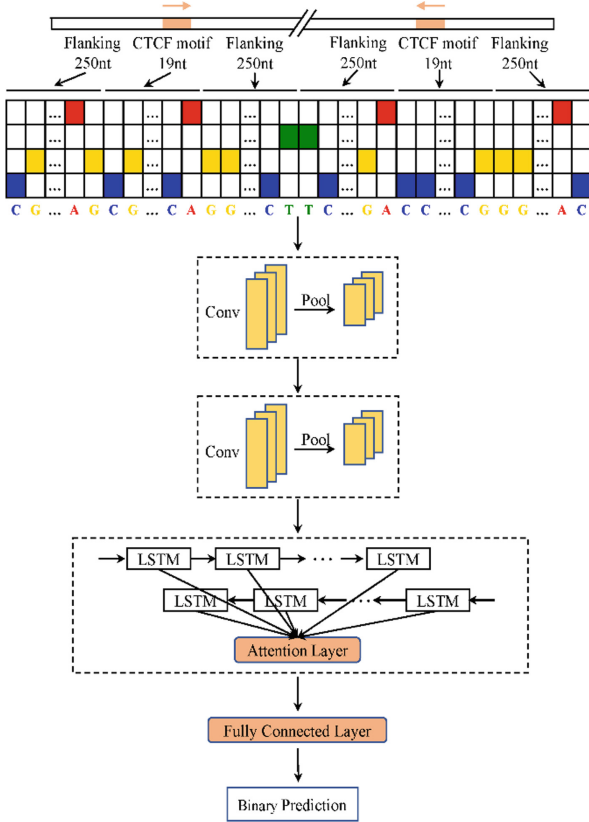 Flanking CTCF motif Flanking Flanking CTCF motif Flanking
250nt 19nt 250nt 250nt 19nt 250nt
... ... ... ... ... ...
... ... ... ... ... ...
... ... ... ... ... ...
... ... ... ... ... ...
C G ... A G C G ... C A G G ... C T T C ... G A C C ... C G G G ... A C
Conv Pool
Conv Pool
LSTM LSTM ... LSTM
LSTM LSTM ... LSTM
Attention Layer
Fully Connected Layer
Binary Prediction